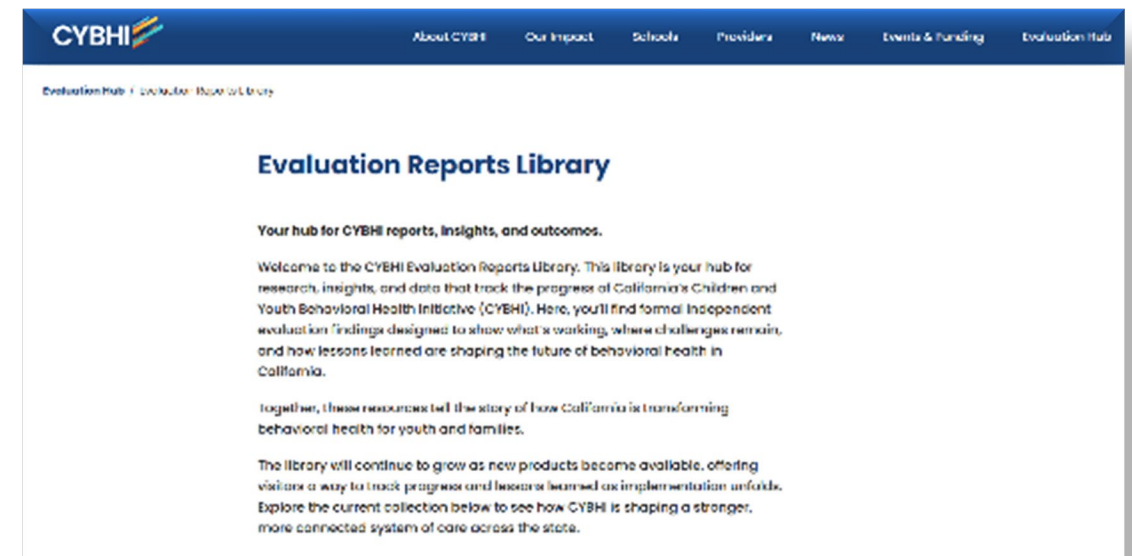 CYBHI
About CYBHI Our Impact Schools Providers News Events & Funding Evaluation Hub
Evaluation Hub / Evaluation Reports Library
Evaluation Reports Library
Your hub for CYBHI reports, insights, and outcomes.
Welcome to the CYBHI Evaluation Reports Library. This library is your hub for
research, insights, and data that track the progress of California's Children and
Youth Behavioral Health Initiative (CYBHI). Here, you'll find formal independent
evaluation findings designed to show what's working, where challenges remain,
and how lessons learned are shaping the future of behavioral health in
California.
Together, these resources tell the story of how California is transforming
behavioral health for youth and families.
The library will continue to grow as new products become available, offering
visitors a way to track progress and lessons learned as implementation unfolds.
Explore the current collection below to see how CYBHI is shaping a stronger,
more connected system of care across the state.